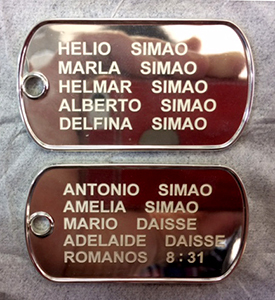 HELIO SIMAO
MARLA SIMAO
HELMAR SIMAO
ALBERTO SIMAO
DELFINA SIMAO
ANTONIO SIMAO
AMELIA SIMAO
MARIO DAISSE
ADELAIDE DAISSE
ROMANOS 8:31